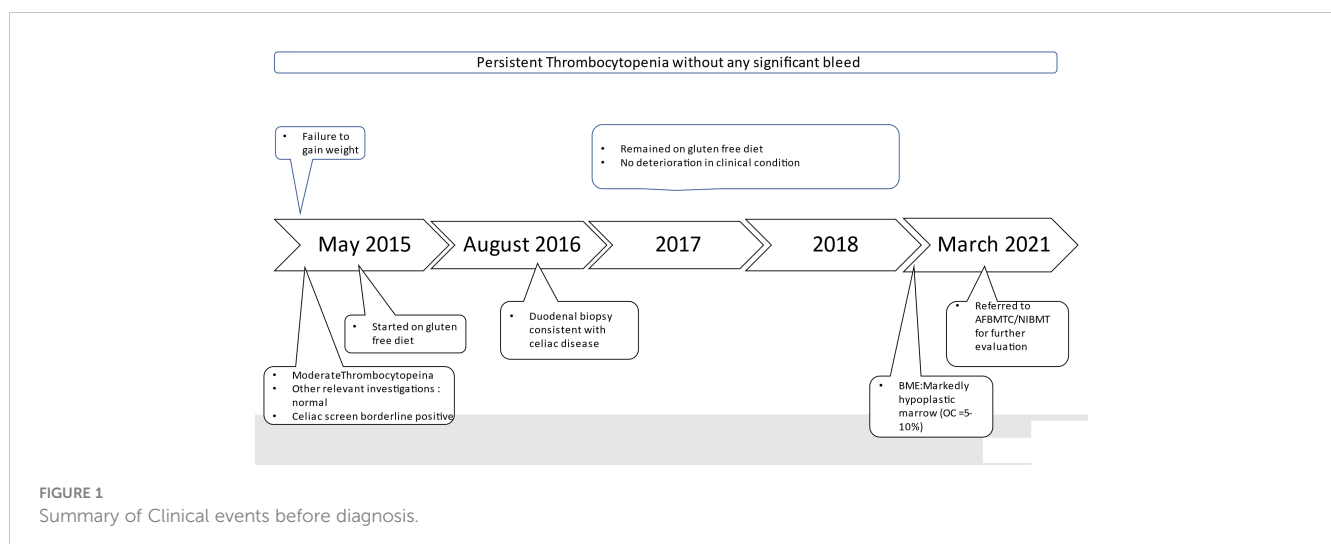 Persistent Thrombocytopenia without any significant bleed
• Failure to
gain weight
• Remained on gluten free diet
• No deterioration in clinical condition
May 2015
August 2016
2017
2018
March 2021
• Started on gluten
free diet
• ModerateThrombocytopeina
• Other relevant investigations :
normal
• Celiac screen borderline positive
• Duodenal biopsy
consistent with
celiac disease
• BME:Markedly
hypoplastic
marrow (OC =5-
10%)
• Referred to
AFBMTC/NIBMT
for further
evaluation
FIGURE 1
Summary of Clinical events before diagnosis.